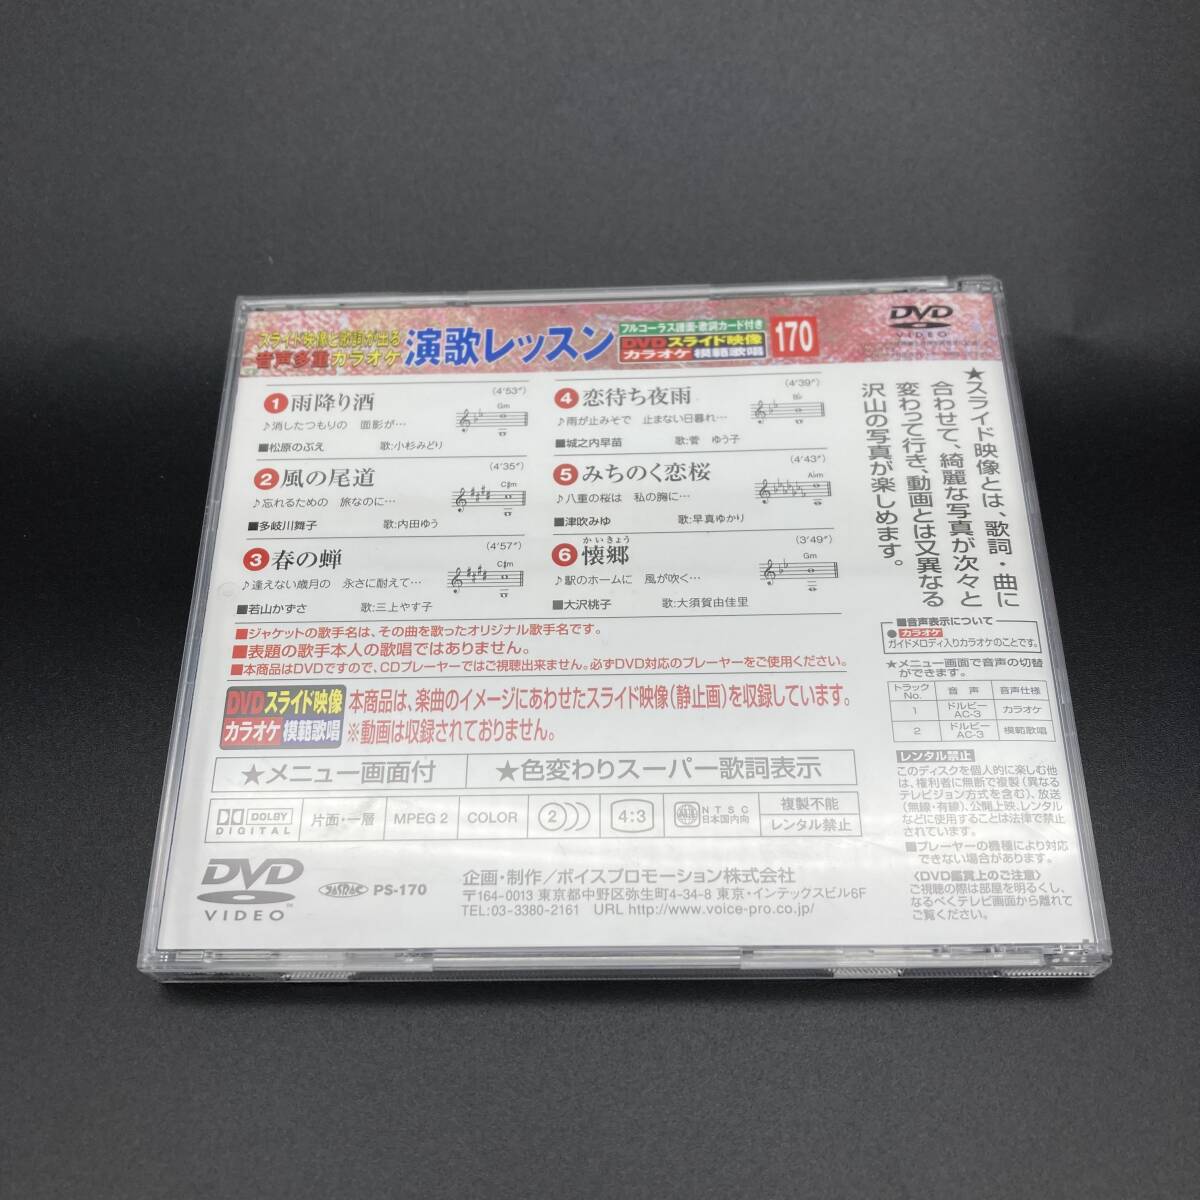 スライド映像と歌詞が出る
音声多重カラオケ
演歌レッスン
フルコーラス譜面・歌詞カード付き
DVDスライド映像
カラオケ 模範歌唱
170
DVD
VIDEO
1 雨降り酒 (4'53")
Gm
♪消したつもりの 面影が…
■松原のぶえ 歌:小杉みどり
2 風の尾道 (4'35")
C#m
♪忘れるための 旅なのに…
■多岐川舞子 歌:内田ゆう
3 春の蝉 (4'57")
C#m
♪逢えない歳月の 永さに耐えて…
■若山かずさ 歌:三上やす子
4 恋待ち夜雨 (4'39")
B♭
♪雨が止みそで 止まない日暮れ…
■城之内早苗 歌:菅 ゆう子
5 みちのく恋桜 (4'43")
A♭m
♪八重の桜は 私の胸に…
■津吹みゆ 歌:早真ゆかり
かいきょう
6 懐郷 (3'49")
Gm
♪駅のホームに 風が吹く…
■大沢桃子 歌:大須賀由佳里
■ジャケットの歌手名は、その曲を歌ったオリジナル歌手名です。
■表題の歌手本人の歌唱ではありません。
■本商品はDVDですので、CDプレーヤーではご視聴出来ません。必ずDVD対応のプレーヤーをご使用ください。
DVDスライド映像
カラオケ 模範歌唱
本商品は、楽曲のイメージにあわせたスライド映像(静止画)を収録しています。
※動画は収録されておりません。
★メニュー画面付
★色変わりスーパー歌詞表示
DOLBY
DIGITAL
片面・一層
MPEG 2
COLOR
2
4:3
ALL
NTSC
日本国内向
複製不能
レンタル禁止
DVD
VIDEO
JASRAC
PS-170
企画・制作/ボイスプロモーション株式会社
〒164-0013 東京都中野区弥生町4-34-8 東京・インテックスビル6F
TEL:03-3380-2161 URL http://www.voice-pro.co.jp/
★スライド映像とは、歌詞・曲に
合わせて、綺麗な写真が次々と
変わって行き、動画とは又異なる
沢山の写真が楽しめます。
■音声表示について
●カラオケ
ガイドメロディ入りカラオケのことです。
★メニュー画面で音声の切替
ができます。
トラックNo. 音声 音声仕様
1 ドルビーAC-3 カラオケ
2 ドルビーAC-3 模範歌唱
レンタル禁止
このディスクを個人的に楽しむ他
は、権利者に無断で複製(異なる
テレビジョン方式を含む)、放送
(無線・有線)、公開上映、レンタル
などに使用することは法律で禁止
されています。
■プレーヤーの機種により対応
できない場合があります。
〈DVD鑑賞上のご注意〉
ご視聴の際は部屋を明るくし、
なるべくテレビ画面から離れて
ご覧ください。